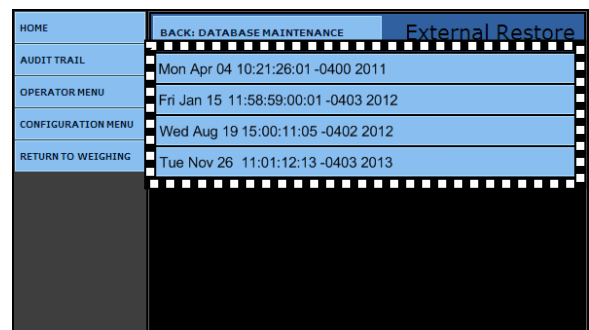 HOME
AUDIT TRAIL
OPERATOR MENU
CONFIGURATION MENU
RETURN TO WEIGHING
BACK: DATABASE MAINTENANCE
External Restore
Mon Apr 04 10:21:26:01 -0400 2011
Fri Jan 15 11:58:59:00:01 -0403 2012
Wed Aug 19 15:00:11:05 -0402 2012
Tue Nov 26 11:01:12:13 -0403 2013